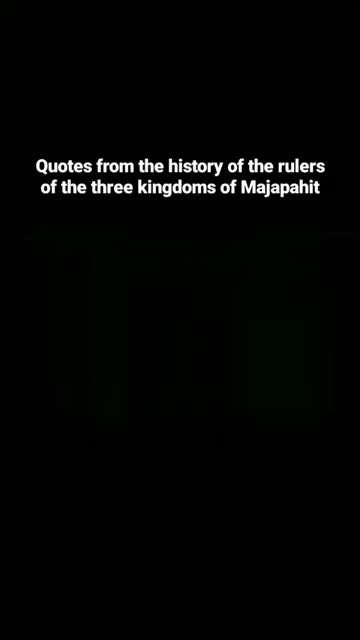 Quotes from the history of the rulers
of the three kingdoms of Majapahit